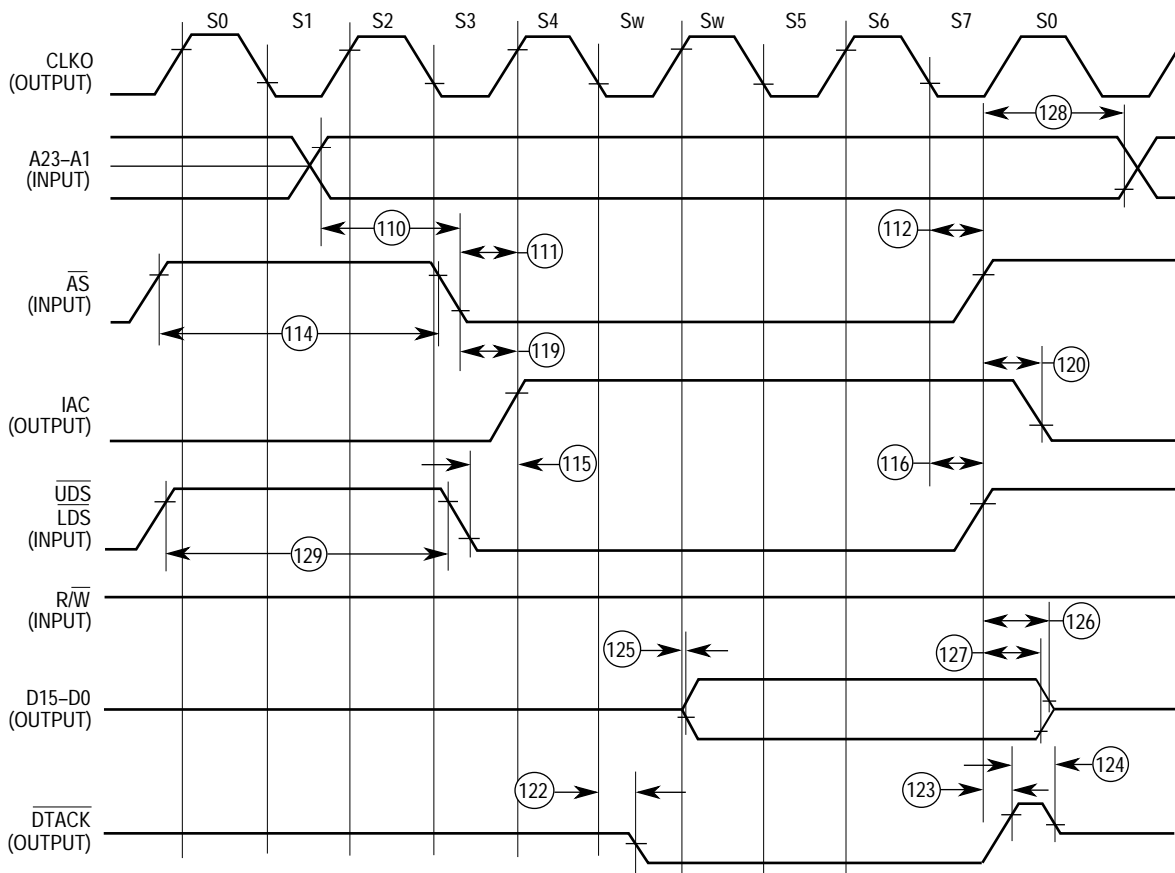 S0 S1 S2 S3 S4 Sw Sw S5 S6 S7 S0
CLKO
(OUTPUT)
128
A23–A1
(INPUT)
110
112
111
AS
(INPUT)
114
119
120
IAC
(OUTPUT)
115
116
UDS
LDS
(INPUT)
129
R/W
(INPUT)
126
125
127
D15–D0
(OUTPUT)
124
122
123
DTACK
(OUTPUT)